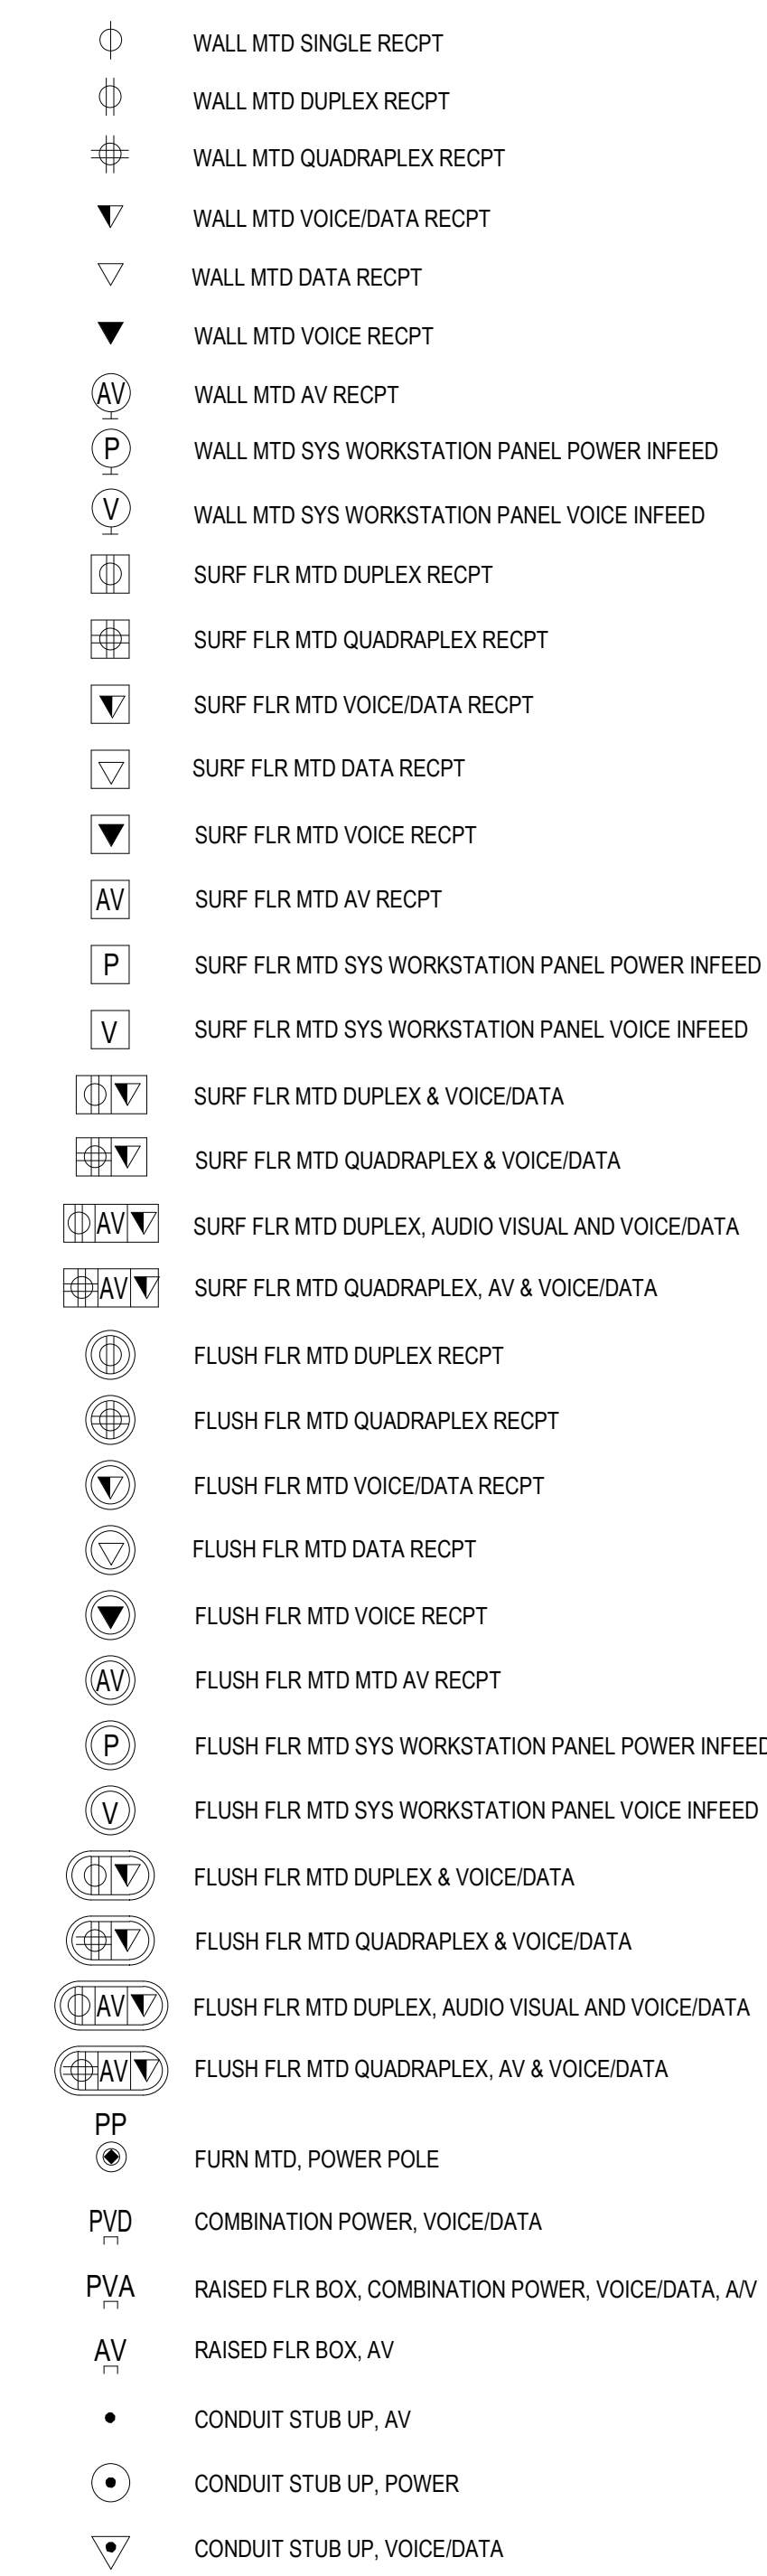 WALL MTD SINGLE RECPT
WALL MTD DUPLEX RECPT
WALL MTD QUADRAPLEX RECPT
WALL MTD VOICE/DATA RECPT
WALL MTD DATA RECPT
WALL MTD VOICE RECPT
AV WALL MTD AV RECPT
P WALL MTD SYS WORKSTATION PANEL POWER INFEED
V WALL MTD SYS WORKSTATION PANEL VOICE INFEED
SURF FLR MTD DUPLEX RECPT
SURF FLR MTD QUADRAPLEX RECPT
SURF FLR MTD VOICE/DATA RECPT
SURF FLR MTD DATA RECPT
SURF FLR MTD VOICE RECPT
AV SURF FLR MTD AV RECPT
P SURF FLR MTD SYS WORKSTATION PANEL POWER INFEED
V SURF FLR MTD SYS WORKSTATION PANEL VOICE INFEED
SURF FLR MTD DUPLEX & VOICE/DATA
SURF FLR MTD QUADRAPLEX & VOICE/DATA
AV SURF FLR MTD DUPLEX, AUDIO VISUAL AND VOICE/DATA
AV SURF FLR MTD QUADRAPLEX, AV & VOICE/DATA
FLUSH FLR MTD DUPLEX RECPT
FLUSH FLR MTD QUADRAPLEX RECPT
FLUSH FLR MTD VOICE/DATA RECPT
FLUSH FLR MTD DATA RECPT
FLUSH FLR MTD VOICE RECPT
AV FLUSH FLR MTD MTD AV RECPT
P FLUSH FLR MTD SYS WORKSTATION PANEL POWER INFEED
V FLUSH FLR MTD SYS WORKSTATION PANEL VOICE INFEED
FLUSH FLR MTD DUPLEX & VOICE/DATA
FLUSH FLR MTD QUADRAPLEX & VOICE/DATA
AV FLUSH FLR MTD DUPLEX, AUDIO VISUAL AND VOICE/DATA
AV FLUSH FLR MTD QUADRAPLEX, AV & VOICE/DATA
PP
FURN MTD, POWER POLE
PVD COMBINATION POWER, VOICE/DATA
PVA RAISED FLR BOX, COMBINATION POWER, VOICE/DATA, A/V
AV RAISED FLR BOX, AV
CONDUIT STUB UP, AV
CONDUIT STUB UP, POWER
CONDUIT STUB UP, VOICE/DATA